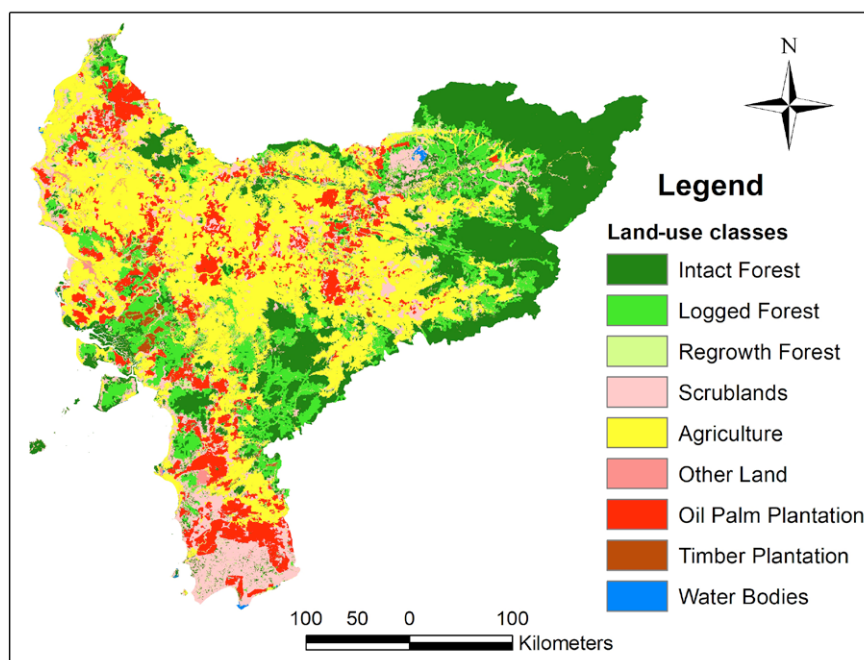 N
Legend
Land-use classes
Intact Forest
Logged Forest
Regrowth Forest
Scrublands
Agriculture
Other Land
Oil Palm Plantation
Timber Plantation
Water Bodies
100 50 0 100
Kilometers